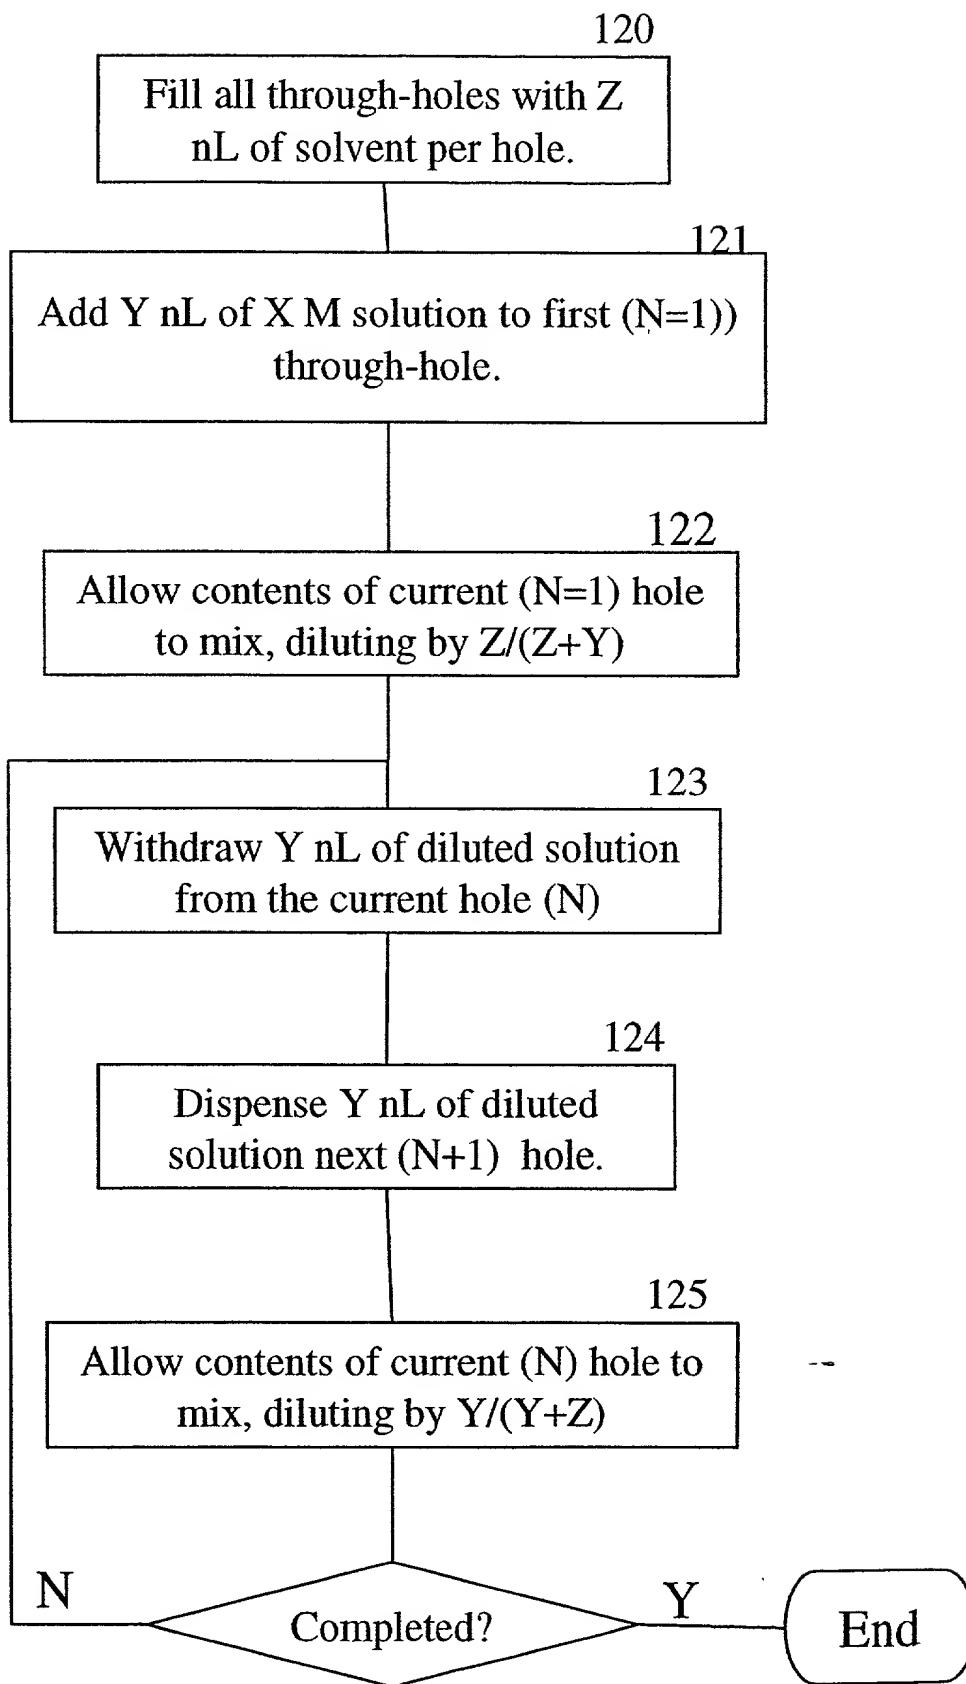 120
Fill all through-holes with Z
nL of solvent per hole.
121
Add Y nL of X M solution to first (N=1))
through-hole.
122
Allow contents of current (N=1) hole
to mix, diluting by Z/(Z+Y)
123
Withdraw Y nL of diluted solution
from the current hole (N)
124
Dispense Y nL of diluted
solution next (N+1) hole.
125
Allow contents of current (N) hole to
mix, diluting by Y/(Y+Z)
N
Completed?
Y
End